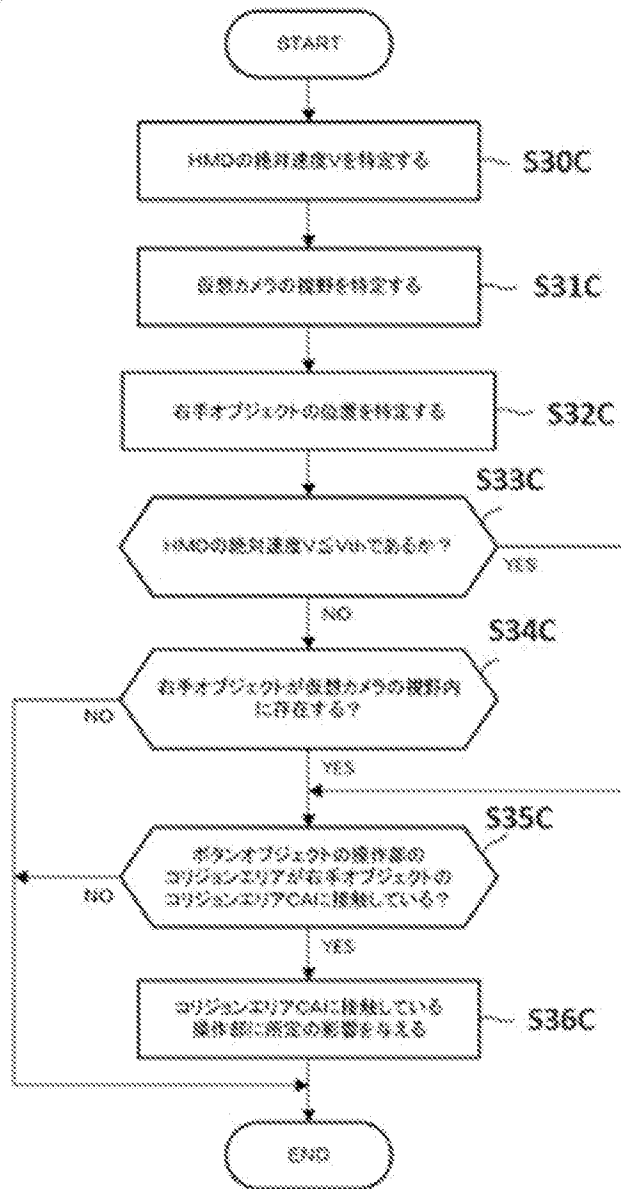 START
HMDの絶対速度Vを特定する
S30C
仮想カメラの視野を特定する
S31C
右手オブジェクトの位置を特定する
S32C
S33C
HMDの絶対速度V≦Vthであるか？
YES
NO
S34C
右手オブジェクトが仮想カメラの視野内
に存在する？
NO
YES
S35C
ボタンオブジェクトの操作部の
コリジョンエリアが右手オブジェクトの
コリジョンエリアCAに接触している？
NO
YES
コリジョンエリアCAに接触している
操作部に所定の影響を与える
S36C
END